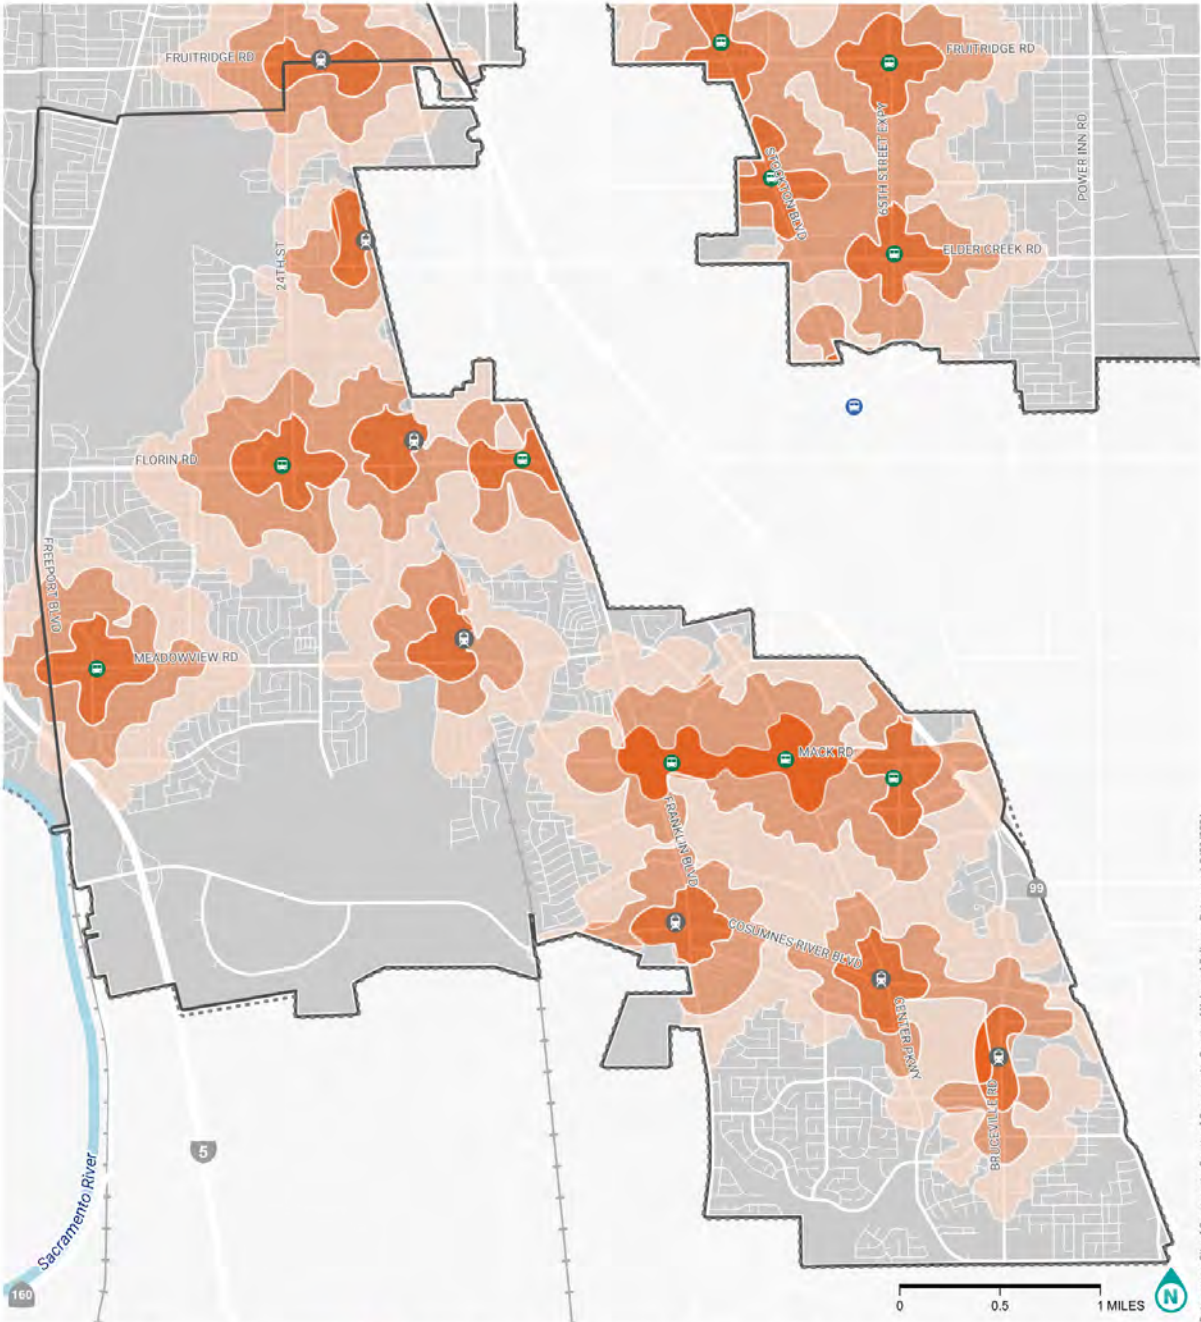 FRUITRIDGE RD
FRUITRIDGE RD
POWER INN RD
65TH STREET EXPY
STOCKTON BLVD
24TH ST
ELDER CREEK RD
FLORIN RD
FREEPORT BLVD
MEADOWVIEW RD
MACK RD
FRANKLIN BLVD
99
COSUMNES RIVER BLVD
CENTER PKWY
BRUCEVILLE RD
5
Sacramento River
160
0 0.5 1 MILES
N